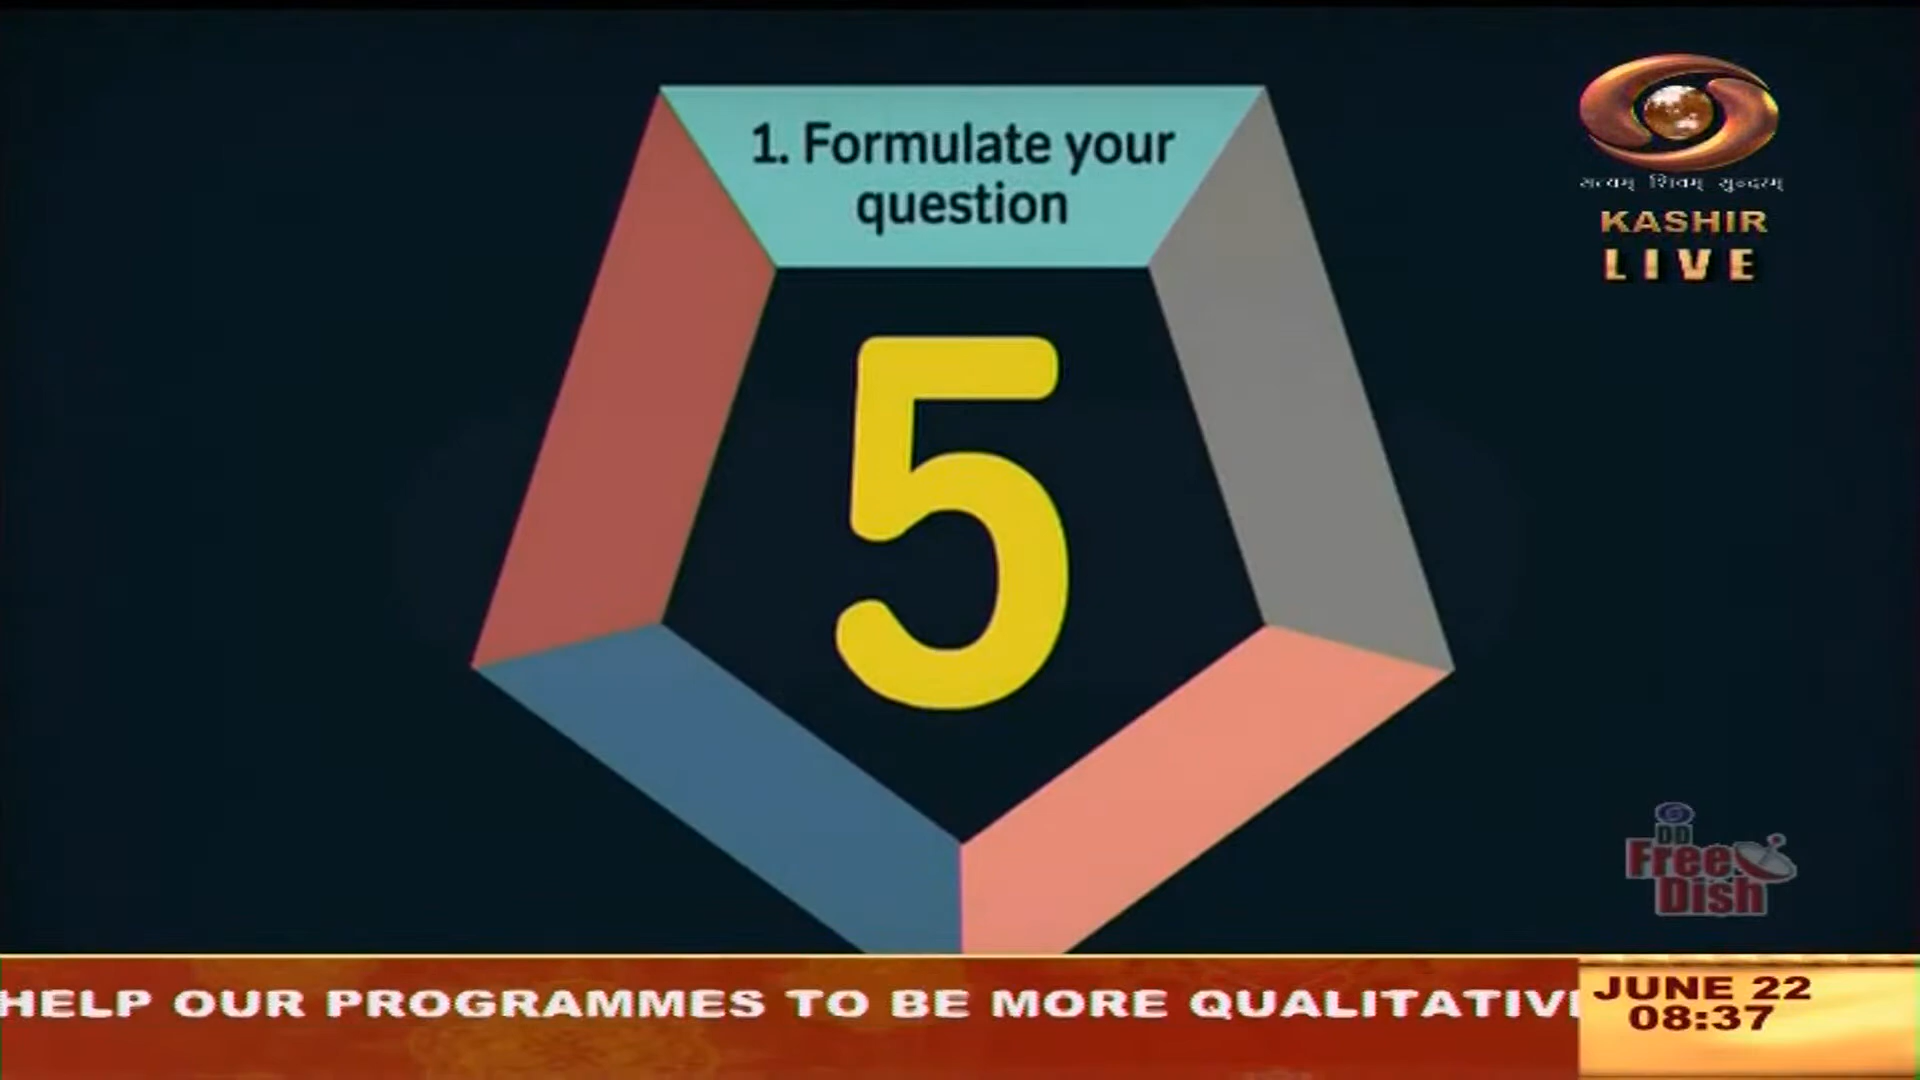 1. Formulate your
question
5
सत्यम् शिवम् सुन्दरम्
KASHIR
LIVE
DD
Free
Dish
HELP OUR PROGRAMMES TO BE MORE QUALITATIV
JUNE 22
08:37